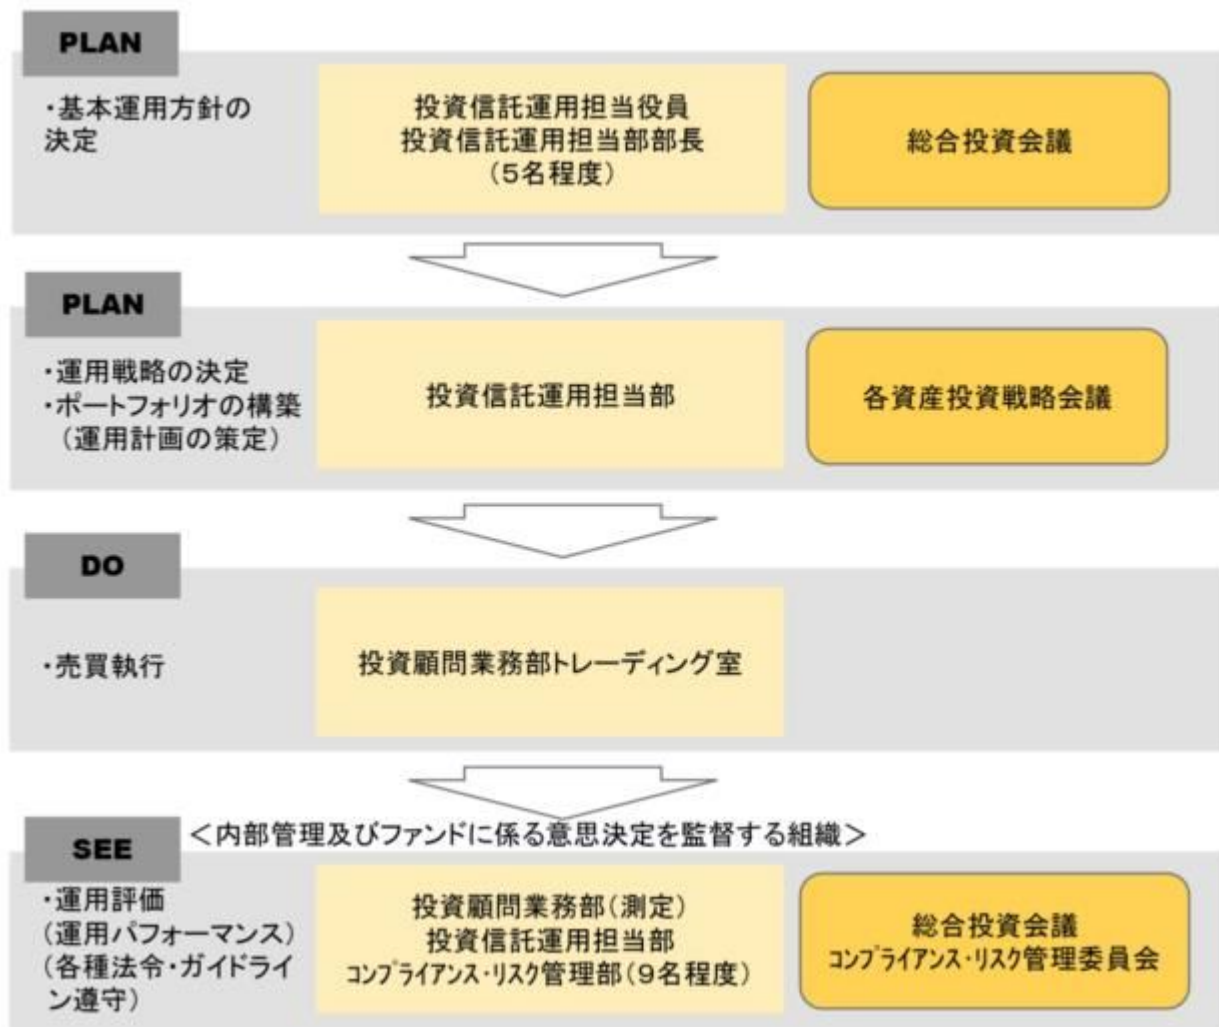 PLAN
・基本運用方針の
決定
投資信託運用担当役員
投資信託運用担当部部長
(5名程度)
総合投資会議
PLAN
・運用戦略の決定
・ポートフォリオの構築
(運用計画の策定)
投資信託運用担当部
各資産投資戦略会議
DO
・売買執行
投資顧問業務部トレーディング室
SEE
<内部管理及びファンドに係る意思決定を監督する組織>
・運用評価
(運用パフォーマンス)
(各種法令・ガイドライ
ン遵守)
投資顧問業務部(測定)
投資信託運用担当部
コンプライアンス・リスク管理部(9名程度)
総合投資会議
コンプライアンス・リスク管理委員会